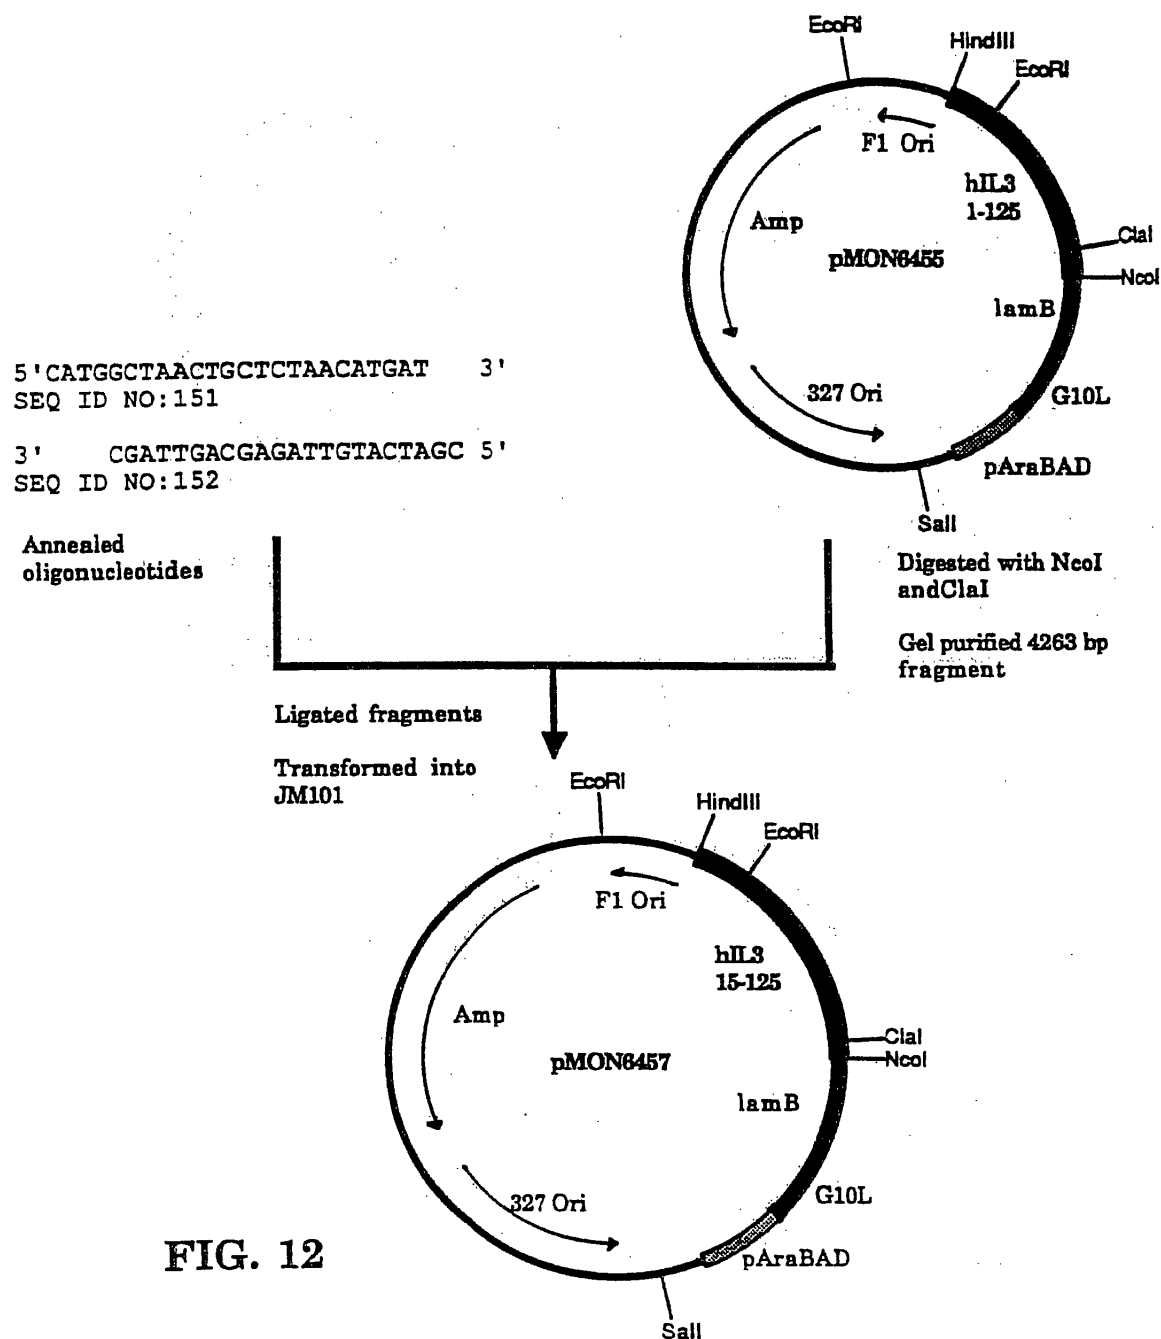 EcoRI
HindIII
EcoRI
F1 Ori
hIL3
1-125
Amp
pMON6455
ClaI
NcoI
lamB
327 Ori
G10L
pAraBAD
SalI
5'CATGGCTAACTGCTCTAACATGAT 3'
SEQ ID NO:151
3' CGATTGACGAGATTGTACTAGC 5'
SEQ ID NO:152
Annealed
oligonucleotides
Digested with NcoI
andClaI
Gel purified 4263 bp
fragment
Ligated fragments
Transformed into
JM101
EcoRI
HindIII
EcoRI
F1 Ori
hIL3
15-125
Amp
pMON6457
ClaI
NcoI
lamB
327 Ori
G10L
pAraBAD
SalI
FIG. 12